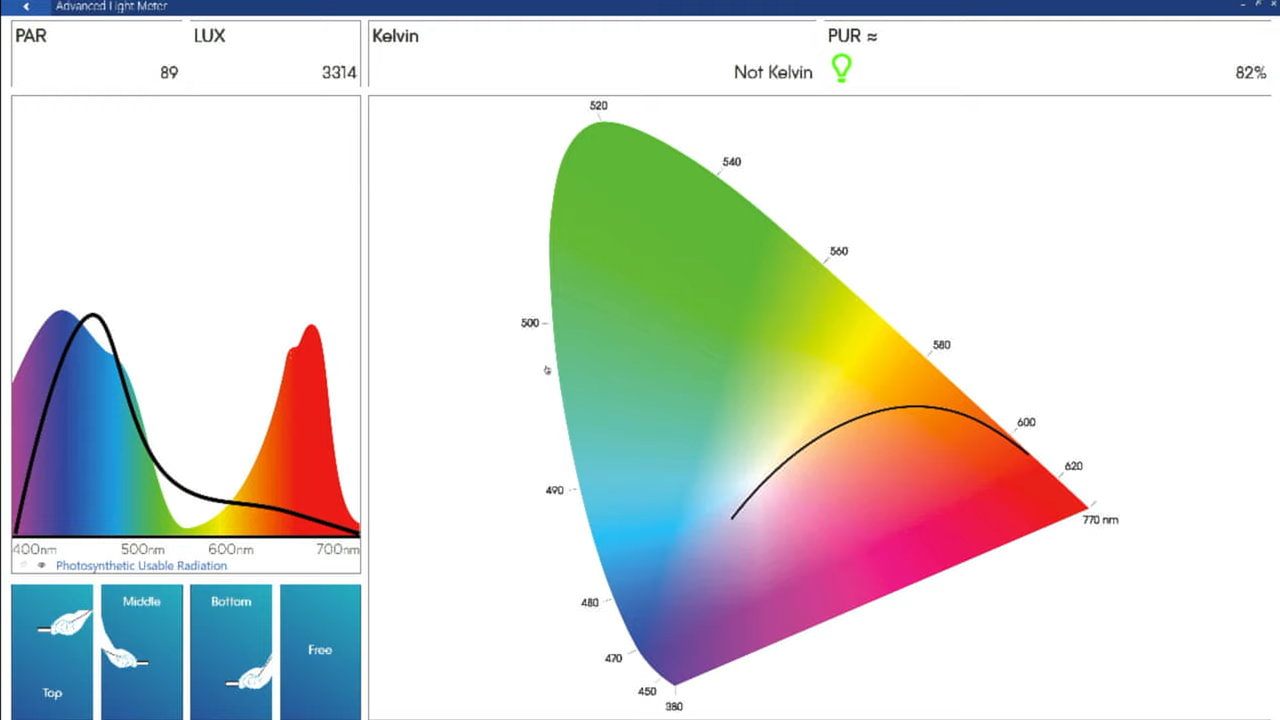 Advanced Light Meter
PAR
LUX
Kelvin
PUR ≈
89
3314
Not Kelvin
82%
520
540
560
500
580
600
620
490
770 nm
480
470
450
380
400nm
500nm
600nm
700nm
Photosynthetic Usable Radiation
Top
Middle
Bottom
Free